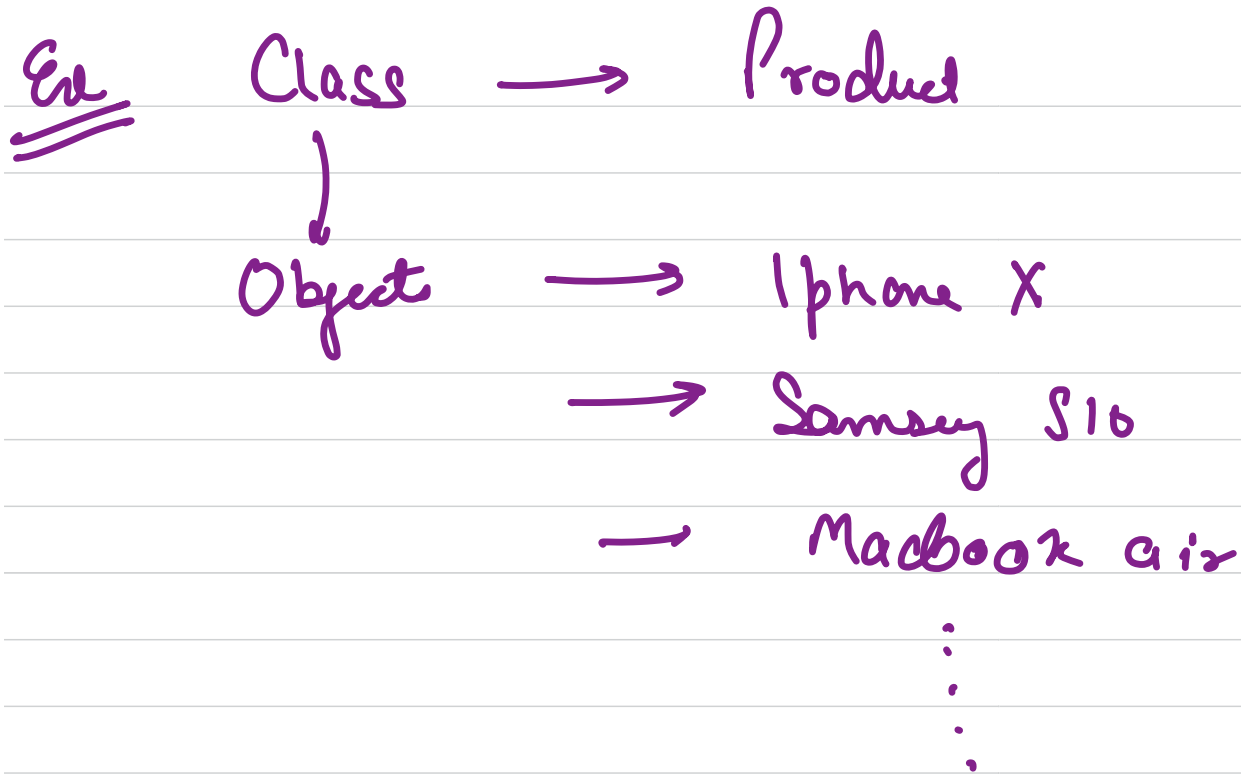 Ex Class → Product
Object → Iphone X
→ Samsung S10
→ Macbook air